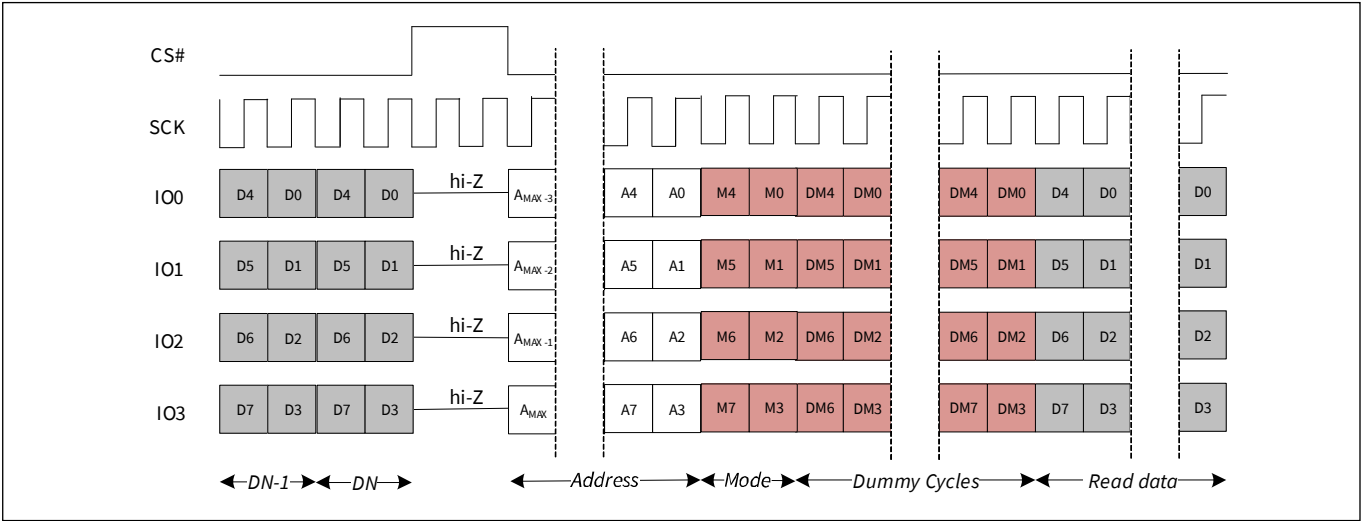 CS#
SCK
IO0 D4 D0 D4 D0 hi-Z AMAX -3 A4 A0 M4 M0 DM4 DM0 DM4 DM0 D4 D0 D0
IO1 D5 D1 D5 D1 hi-Z AMAX -2 A5 A1 M5 M1 DM5 DM1 DM5 DM1 D5 D1 D1
IO2 D6 D2 D6 D2 hi-Z AMAX -1 A6 A2 M6 M2 DM6 DM2 DM6 DM2 D6 D2 D2
IO3 D7 D3 D7 D3 hi-Z AMAX A7 A3 M7 M3 DM6 DM3 DM7 DM3 D7 D3 D3
DN-1 DN Address Mode Dummy Cycles Read data